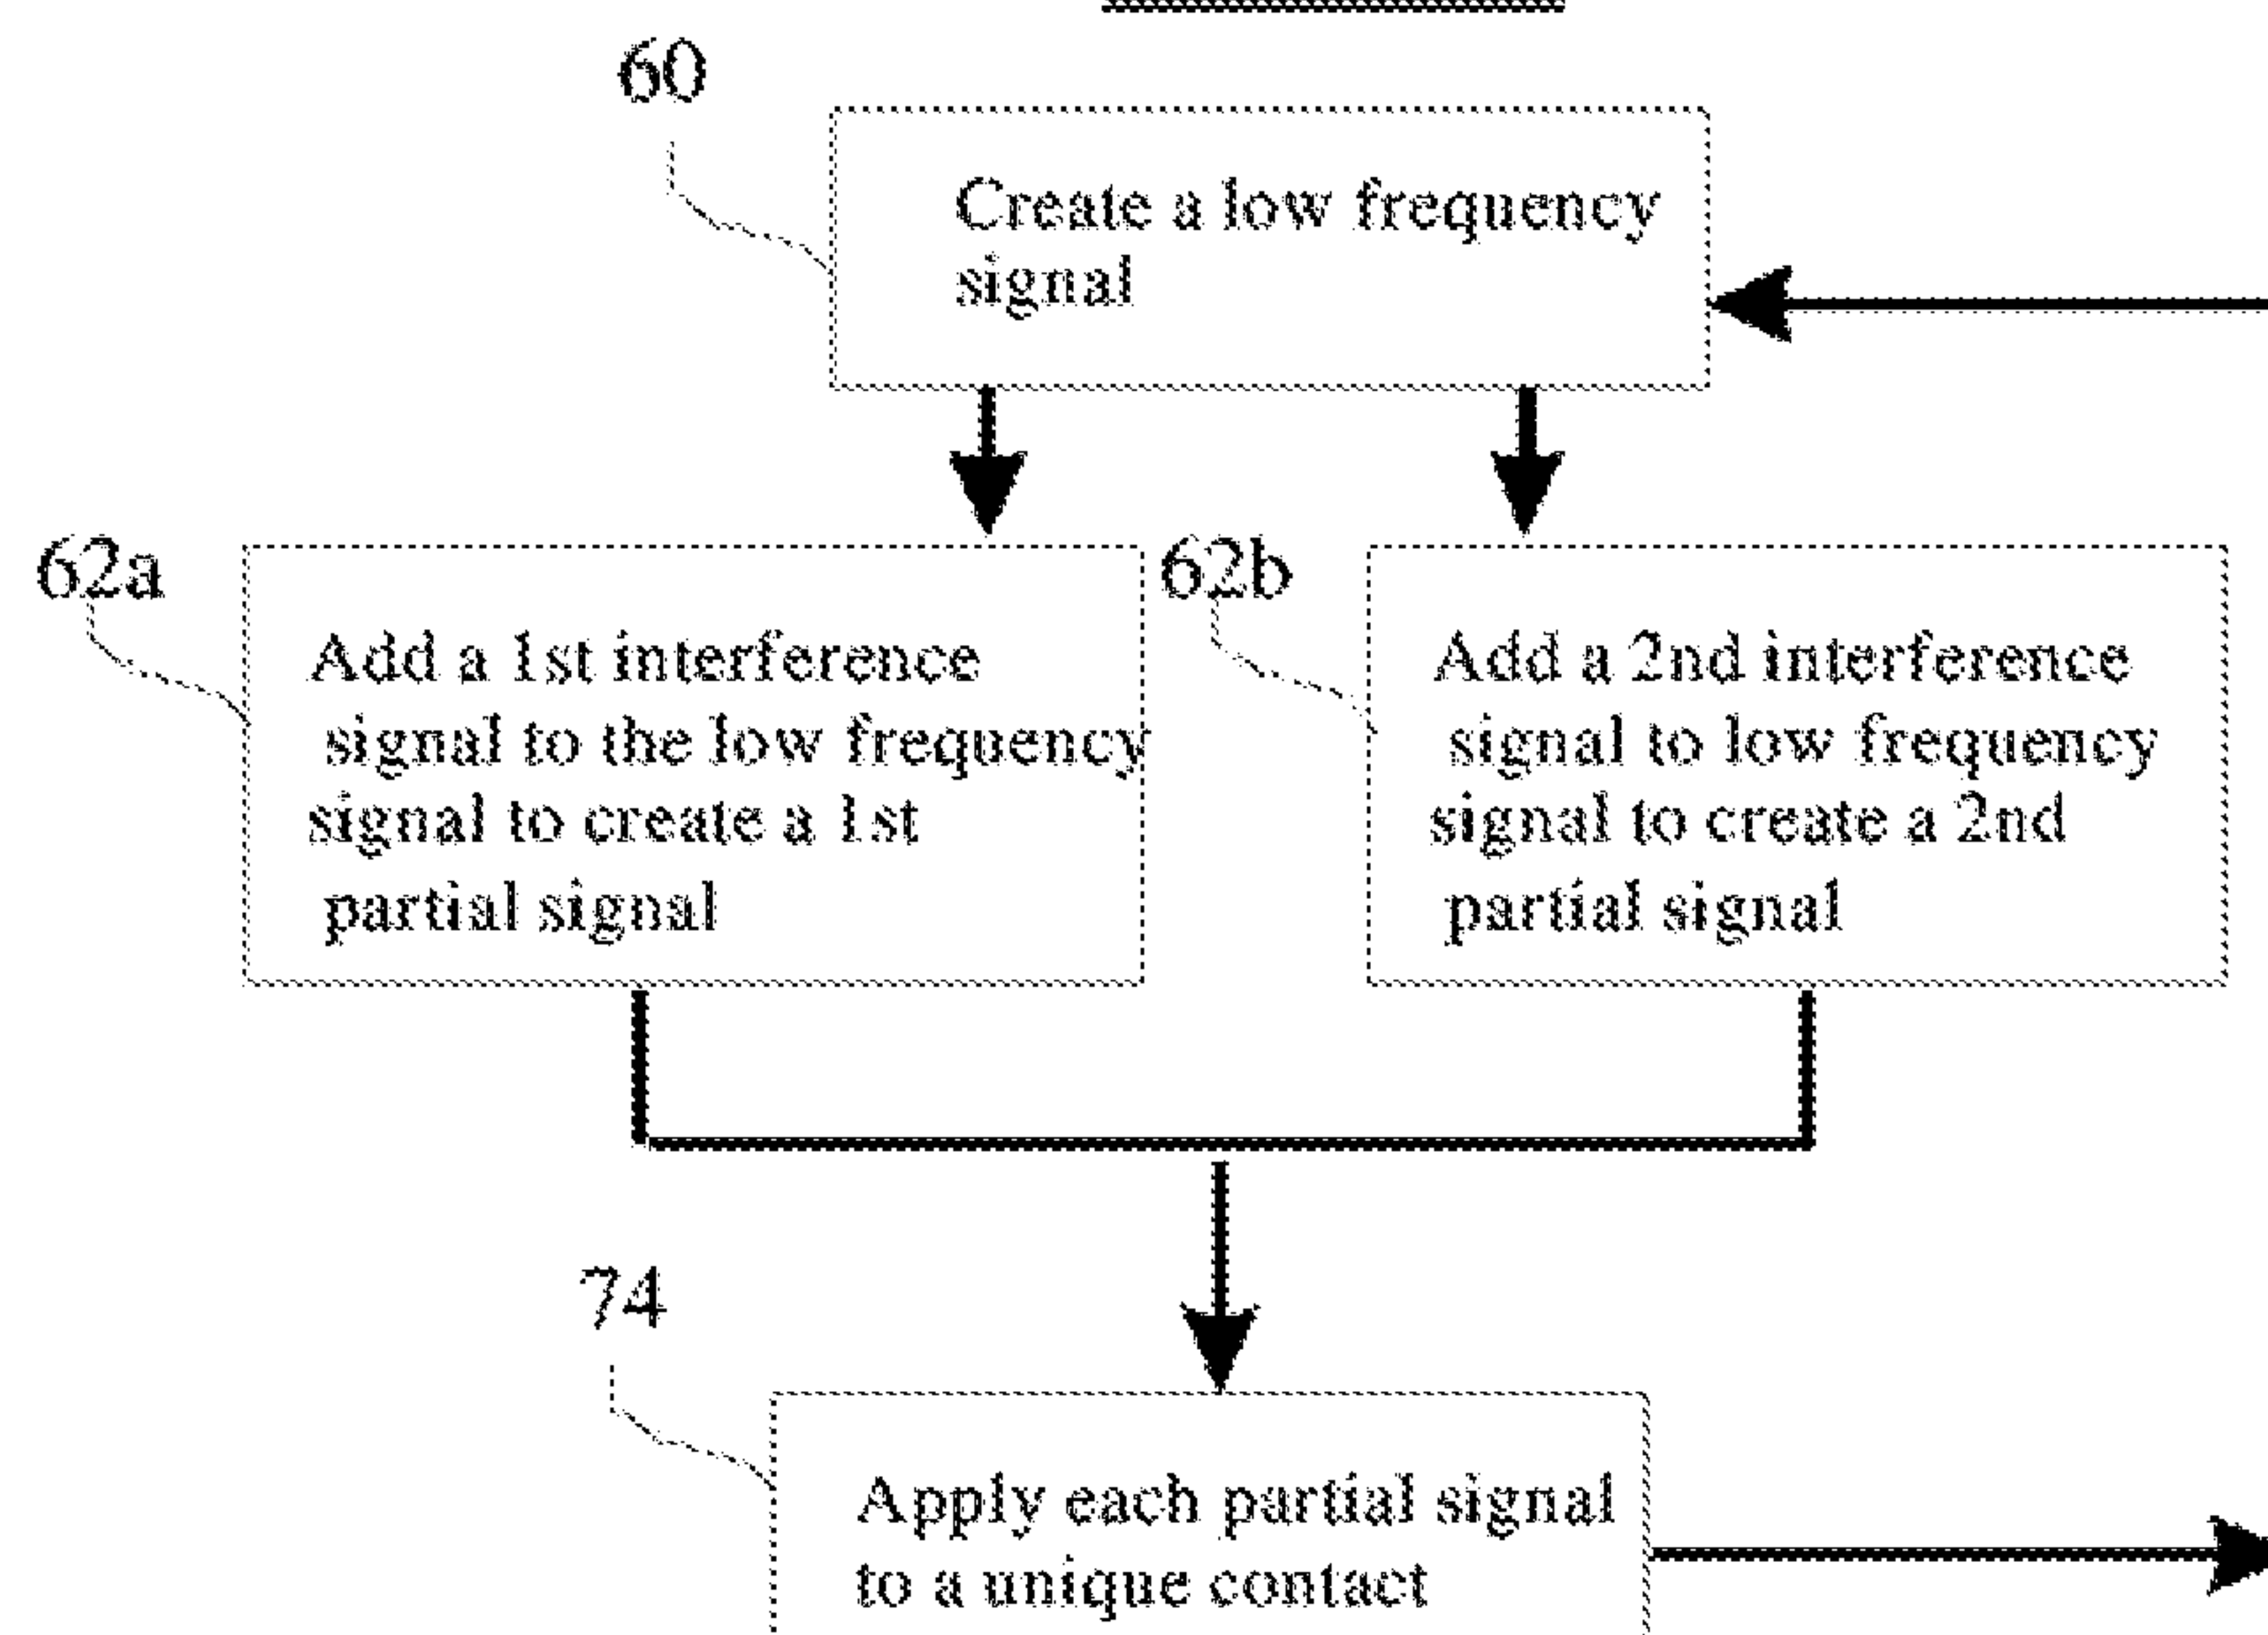 60
Create a low frequency
signal
62a
Add a 1st interference
signal to the low frequency
signal to create a 1st
partial signal
62b
Add a 2nd interference
signal to low frequency
signal to create a 2nd
partial signal
74
Apply each partial signal
to a unique contact